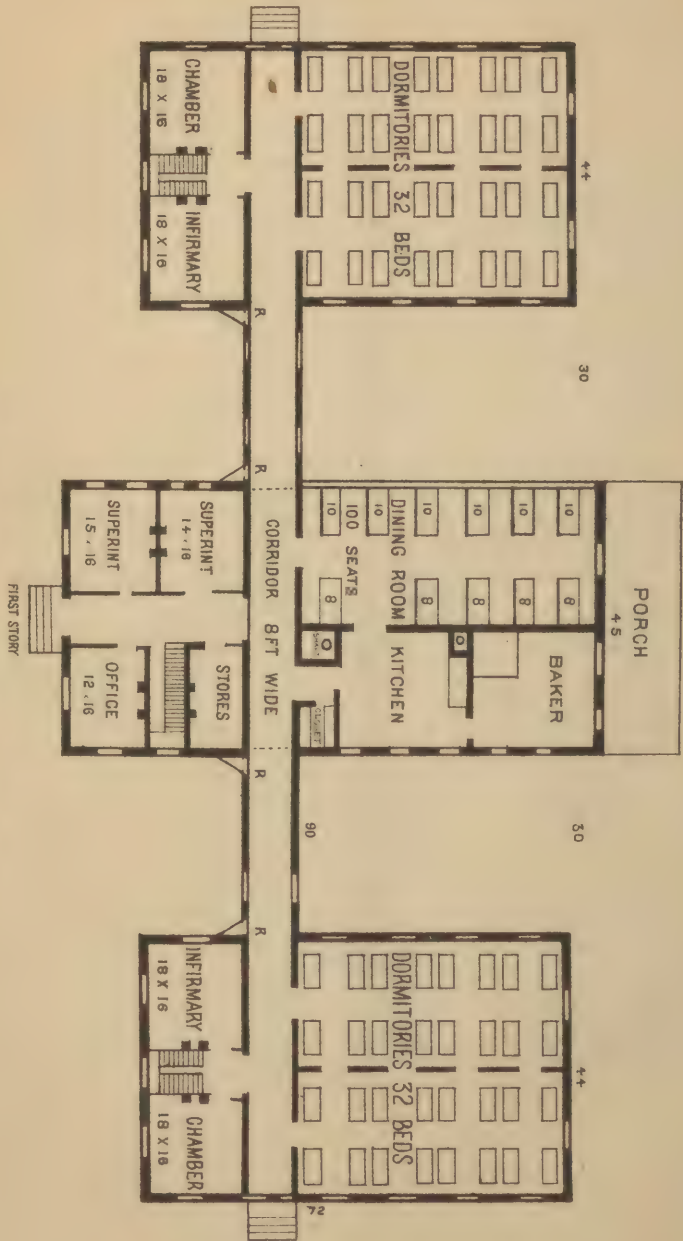 CHAMBER
18 X 16
INFIRMARY
18 X 16
DORMITORIES 32 BEDS
44
30
R
R
SUPERINT
15 , 16
SUPERINT
14 , 16
CORRIDOR 8FT WIDE
DINING ROOM
100 SEATS
10
10
10
10
10
10
8
8
8
8
8
PORCH
45
FIRST STORY
OFFICE
12 , 16
STORES
KITCHEN
BAKER
CLOSET
R
R
90
30
INFIRMARY
18 X 16
CHAMBER
18 X 16
DORMITORIES 32 BEDS
44
72